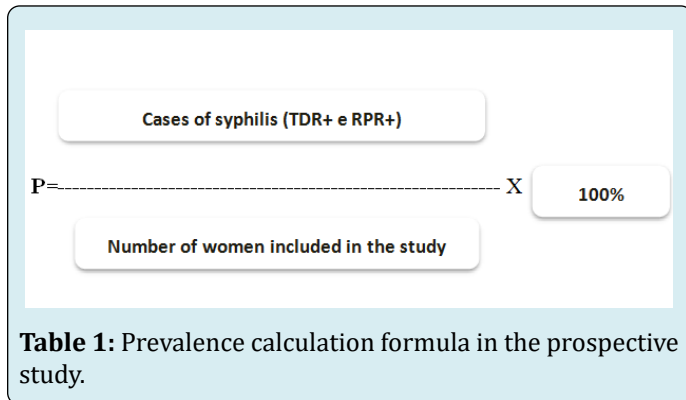 Cases of syphilis (TDR+ e RPR+)
P=-------------------------------------------------- X 100%
Number of women included in the study
Table 1: Prevalence calculation formula in the prospective
study.